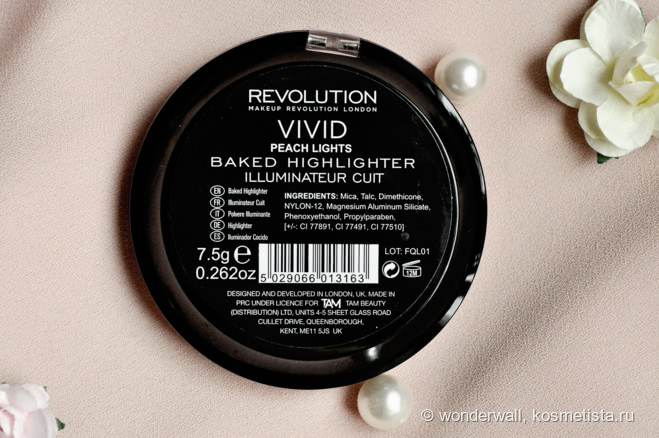 REVOLUTION
MAKEUP REVOLUTION LONDON
VIVID
PEACH LIGHTS
BAKED HIGHLIGHTER
ILLUMINATEUR CUIT
EN Baked Highlighter
FR Illuminateur Cuit
IT Polvere Illuminante
DE Highlighter
ES Iluminador Cocido
INGREDIENTS: Mica, Talc, Dimethicone,
NYLON-12, Magnesium Aluminum Silicate,
Phenoxyethanol, Propylparaben,
[+/-: CI 77891, CI 77491, CI 77510]
7.5g e
0.262oz
5 029066 013163
LOT: FQL01
12M
DESIGNED AND DEVELOPED IN LONDON, UK. MADE IN
PRC UNDER LICENCE FOR TAM TAM BEAUTY
(DISTRIBUTION) LTD, UNITS 4-5 SHEET GLASS ROAD
CULLET DRIVE, QUEENBOROUGH,
KENT, ME11 5JS UK
© wonderwall, kosmetista.ru